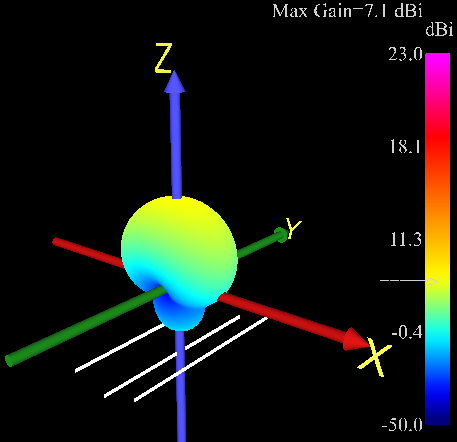 Max Gain=7.1 dBi
dBi
23.0
Z
18.1
Y
11.3
-0.4
X
-50.0